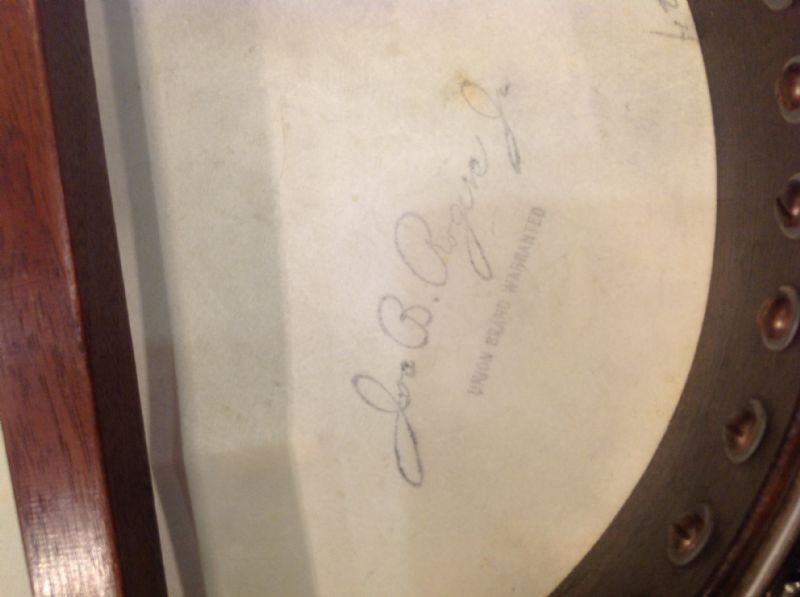 Jos. B. Rogers Jr
UNION BRAND WARRANTED